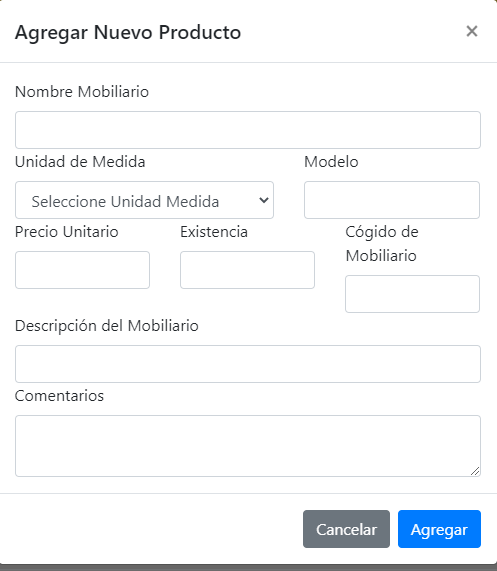 Agregar Nuevo Producto ×
Nombre Mobiliario
Unidad de Medida Modelo
Seleccione Unidad Medida
Precio Unitario Existencia Cógido de
Mobiliario
Descripción del Mobiliario
Comentarios
Cancelar Agregar